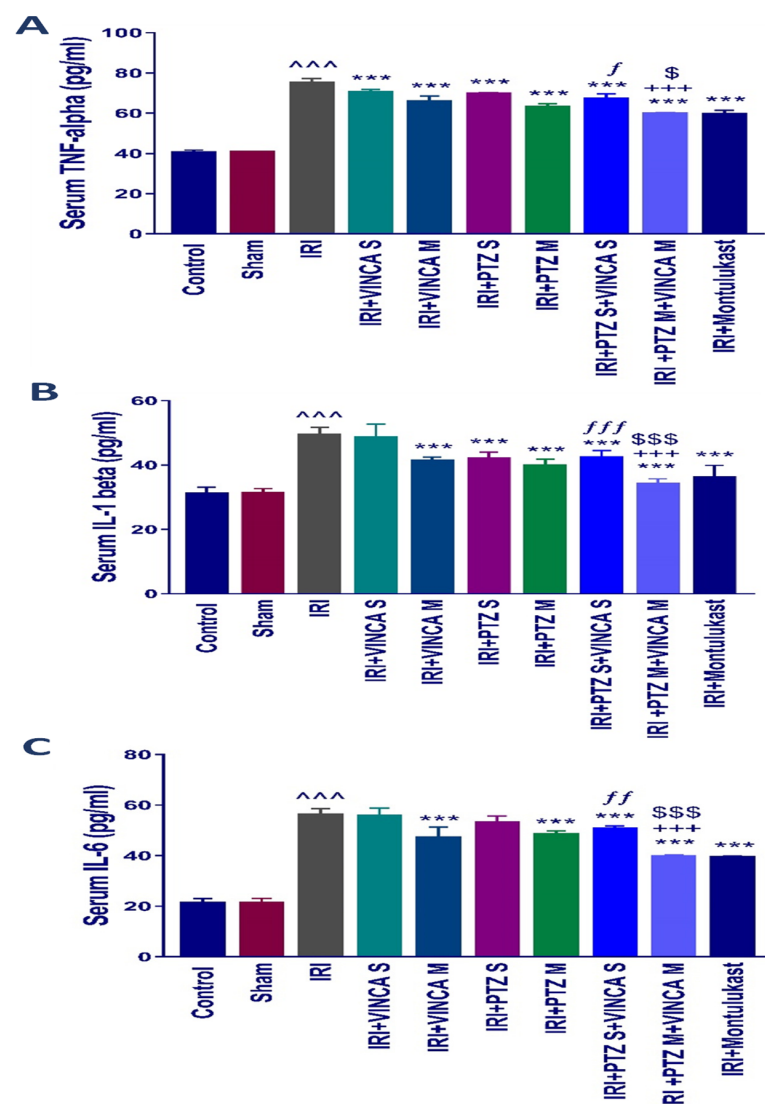 A
Serum TNF-alpha (pg/ml)
100
80
60
40
20
0
^^^
***
***
***
***
ƒ
***
$
+++
***
***
Control
Sham
IRI
IRI+VINCA S
IRI+VINCA M
IRI+PTZ S
IRI+PTZ M
IRI+PTZ S+VINCA S
IRI +PTZ M+VINCA M
IRI+Montulukast
B
Serum IL-1 beta (pg/ml)
60
40
20
0
^^^
***
***
***
ƒƒƒ
***
$$$
+++
***
***
Control
Sham
IRI
IRI+VINCA S
IRI+VINCA M
IRI+PTZ S
IRI+PTZ M
IRI+PTZ S+VINCA S
IRI +PTZ M+VINCA M
IRI+Montulukast
C
Serum IL-6 (pg/ml)
80
60
40
20
0
^^^
***
***
ƒƒ
***
$$$
+++
***
***
Control
Sham
IRI
IRI+VINCA S
IRI+VINCA M
IRI+PTZ S
IRI+PTZ M
IRI+PTZ S+VINCA S
IRI +PTZ M+VINCA M
IRI+Montulukast